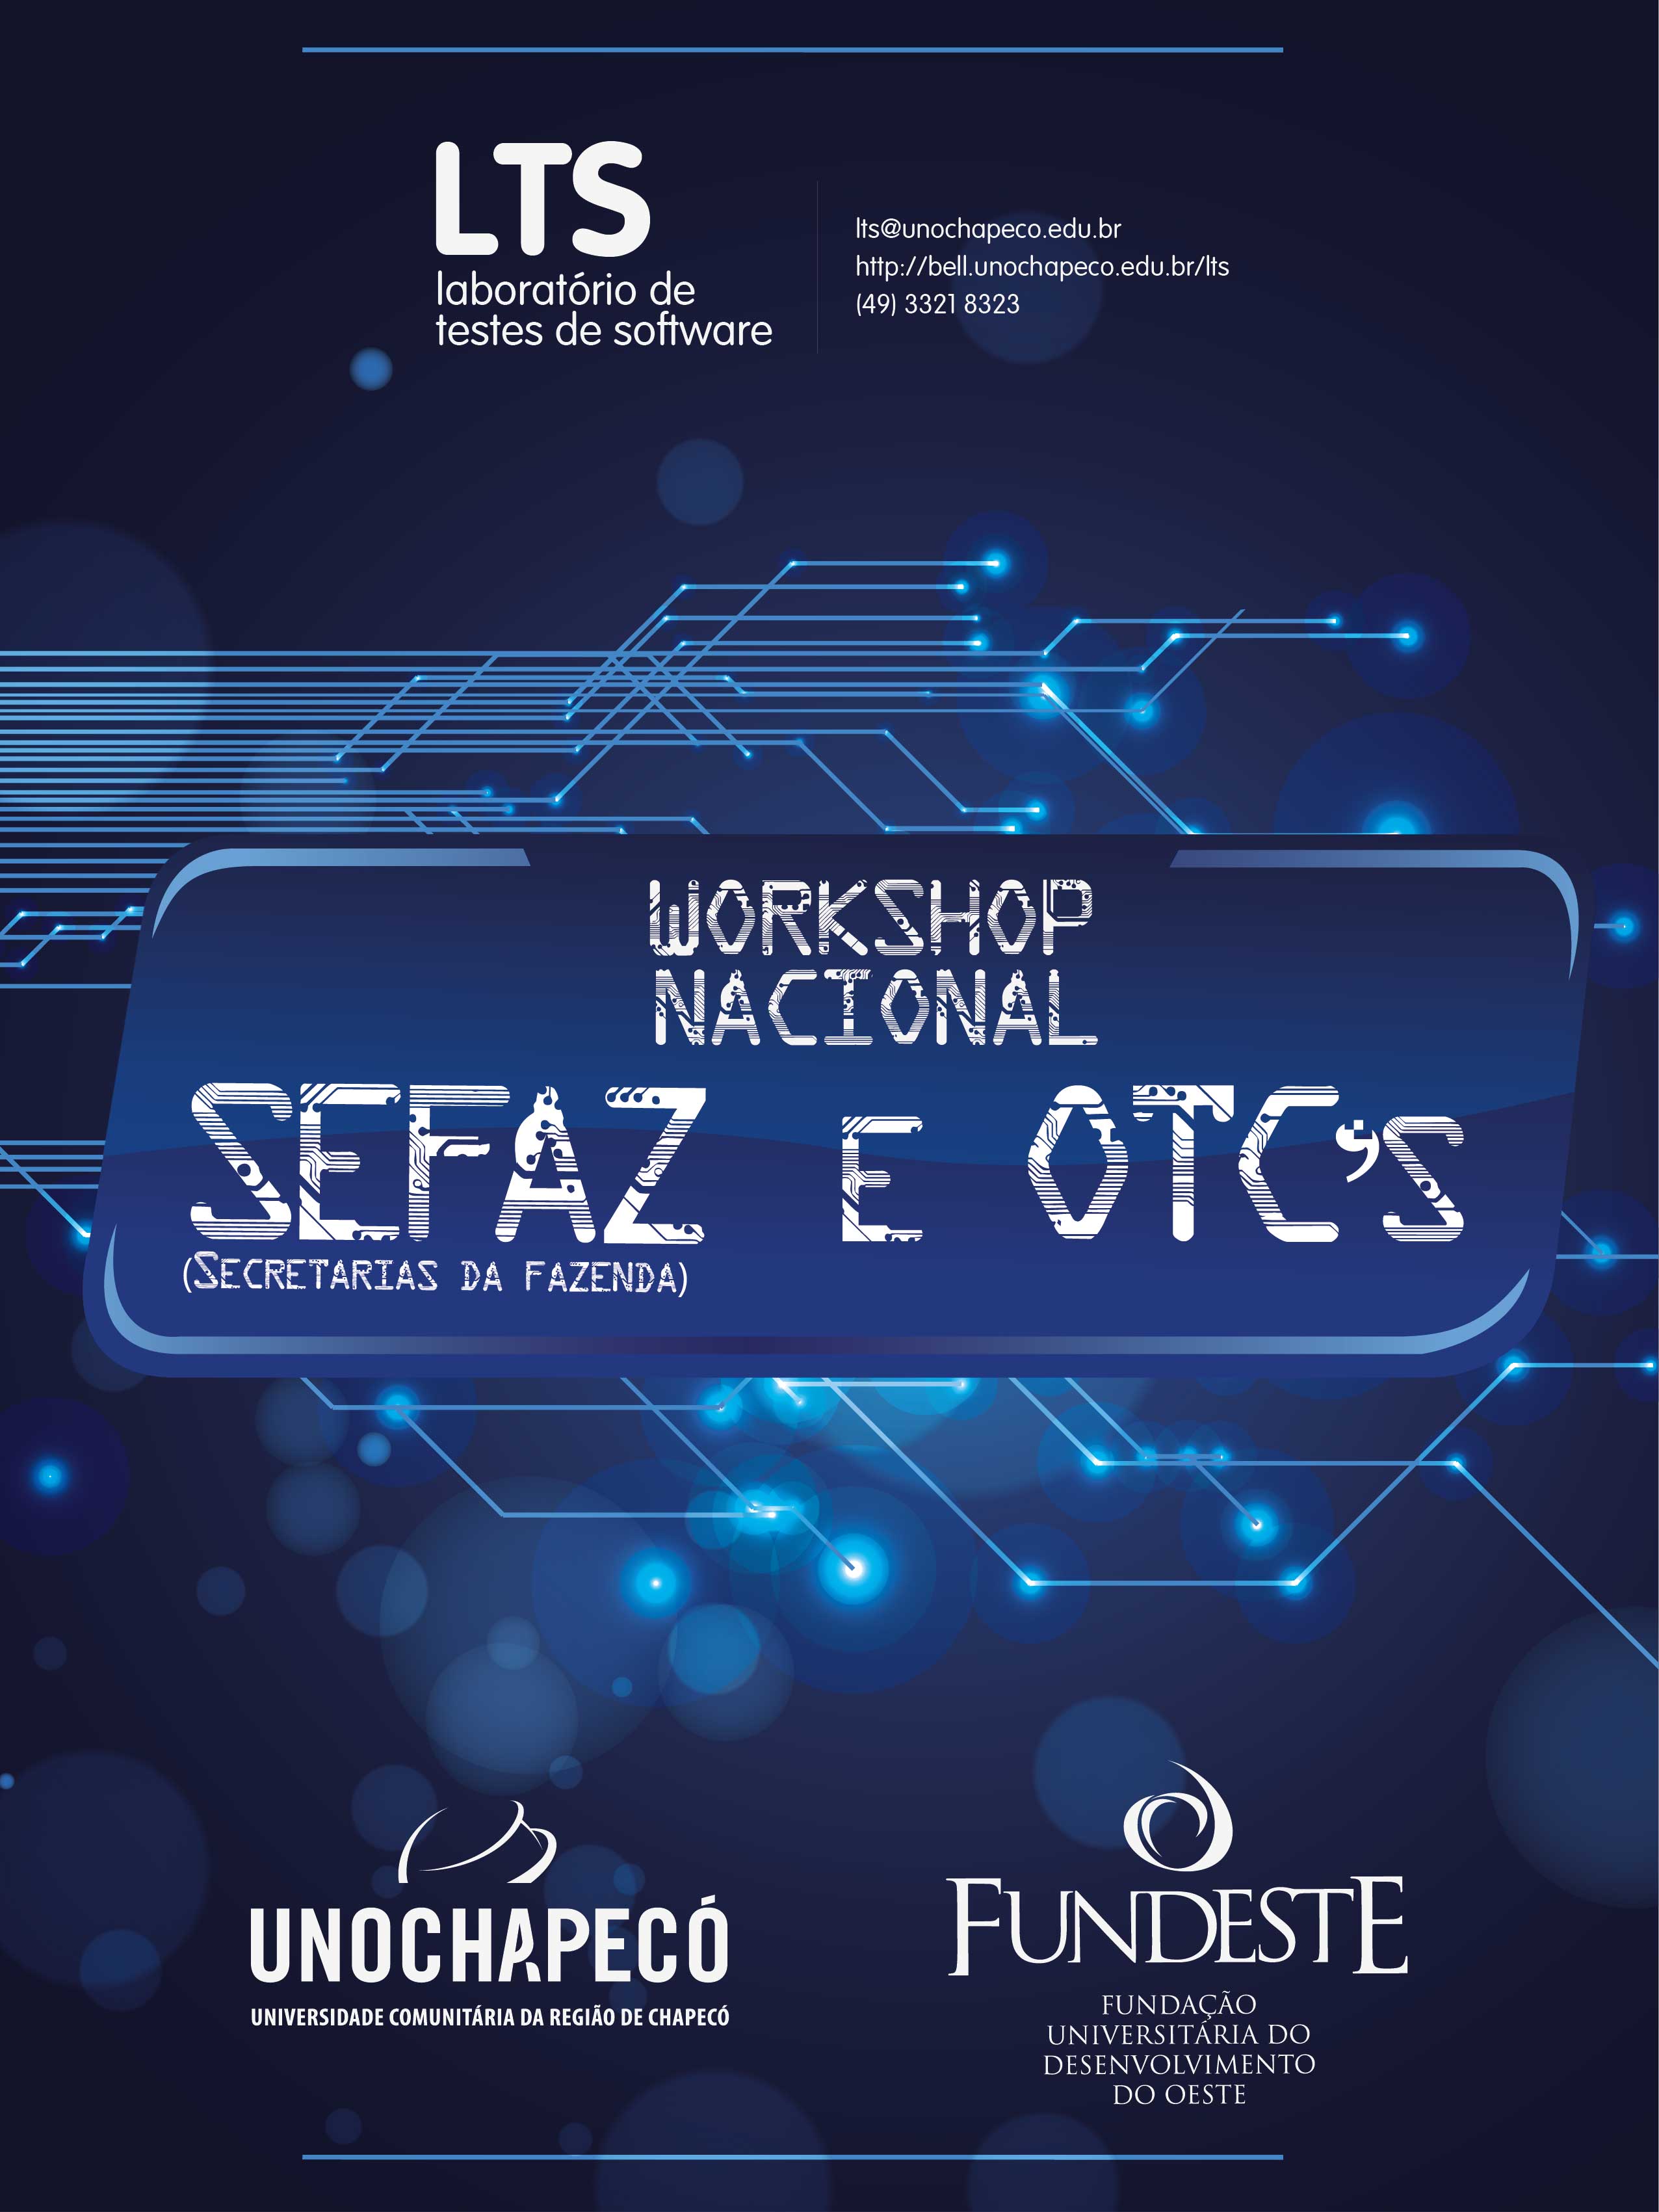 LTS
laboratório de
testes de software
lts@unochapeco.edu.br
http://bell.unochapeco.edu.br/lts
(49) 3321 8323
WORKSHOP
NACIONAL
SEFAZ E OTC's
(SECRETARIAS DA FAZENDA)
UNOCHAPECÓ
UNIVERSIDADE COMUNITÁRIA DA REGIÃO DE CHAPECÓ
FUNDESTE
FUNDAÇÃO
UNIVERSITÁRIA DO
DESENVOLVIMENTO
DO OESTE